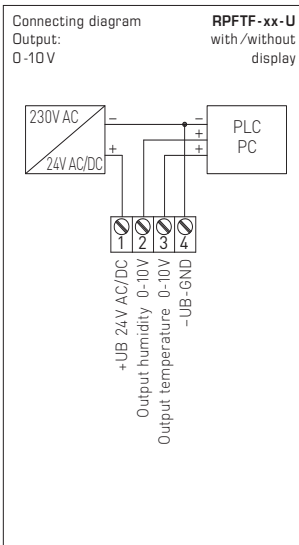 Connecting diagram
Output:
0-10V
RPFTF-xx-U
with/without
display
230V AC
24V AC/DC
–
+
–
+
+
PLC
PC
1
2
3
4
+UB 24V AC/DC
Output humidity 0-10V
Output temperature 0-10V
–UB-GND